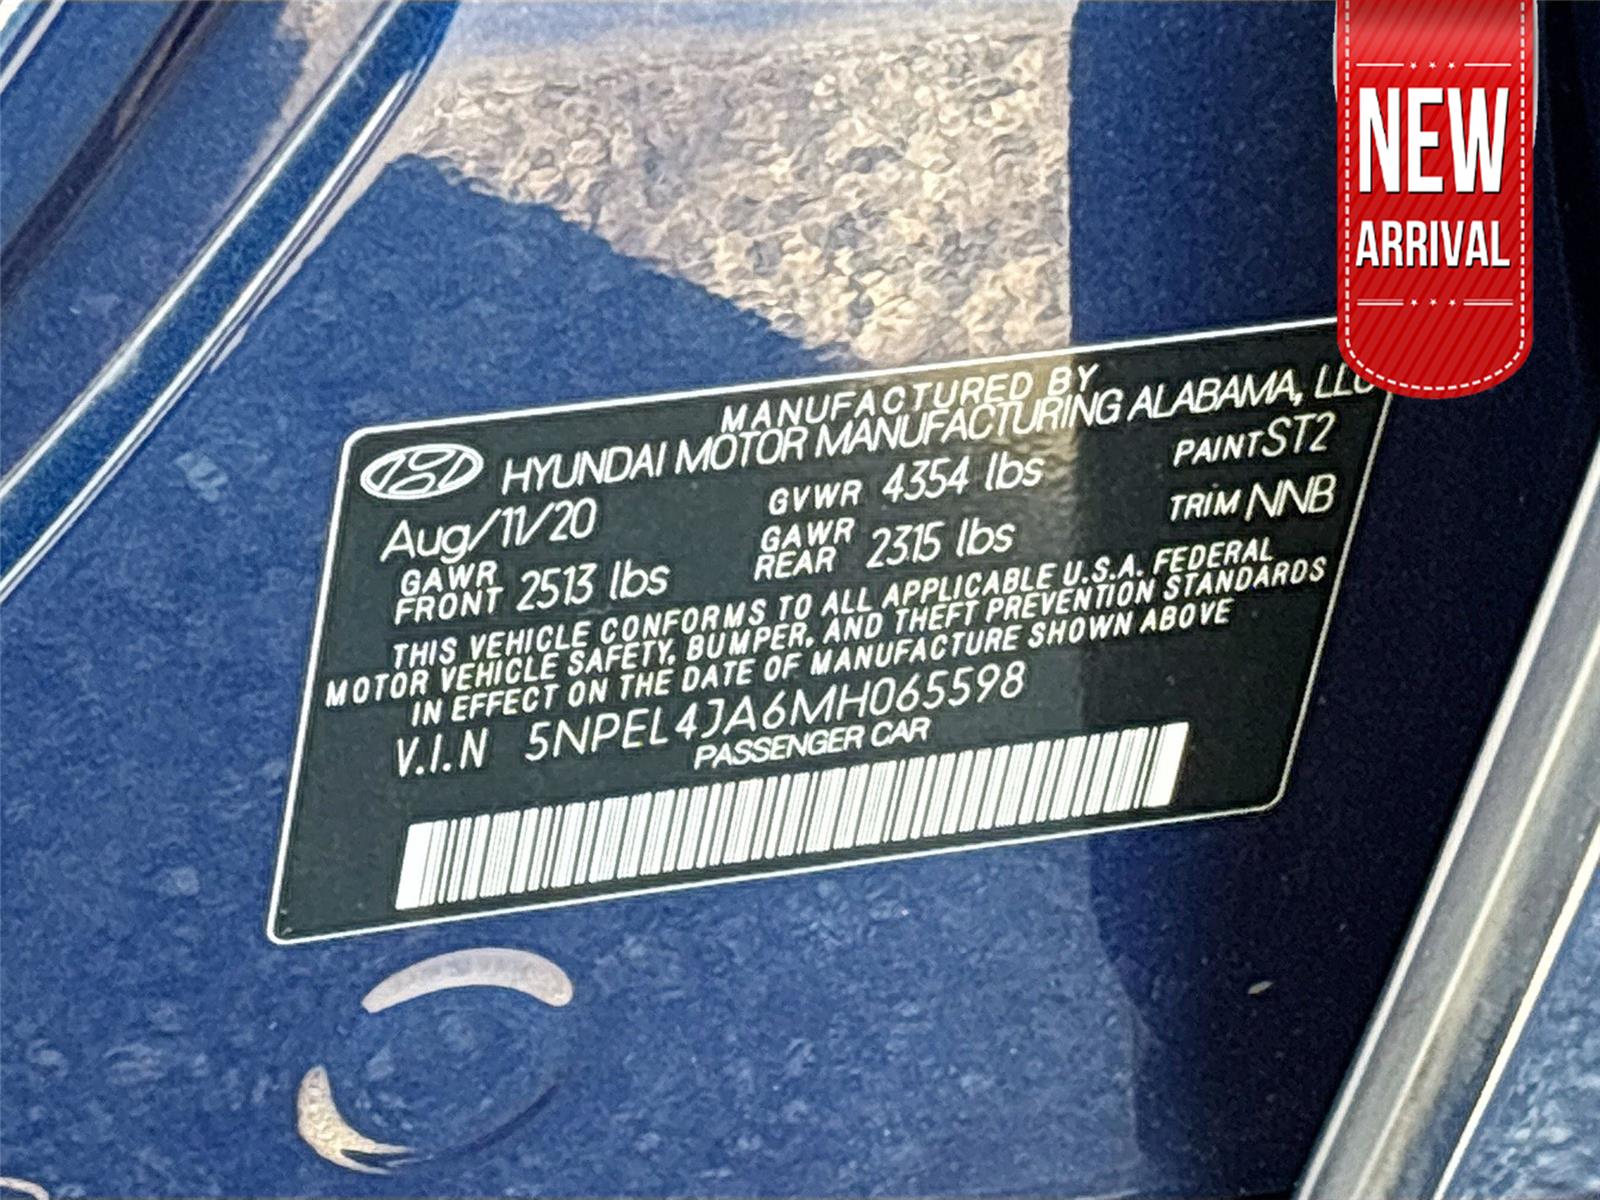 NEW
ARRIVAL
MANUFACTURED BY
HYUNDAI MOTOR MANUFACTURING ALABAMA, LLC
Aug/11/20 GVWR 4354 lbs PAINT ST2
GAWR FRONT 2513 lbs GAWR REAR 2315 lbs TRIM NNB
THIS VEHICLE CONFORMS TO ALL APPLICABLE U.S.A. FEDERAL
MOTOR VEHICLE SAFETY, BUMPER, AND THEFT PREVENTION STANDARDS
IN EFFECT ON THE DATE OF MANUFACTURE SHOWN ABOVE
V.I.N 5NPEL4JA6MH065598
PASSENGER CAR